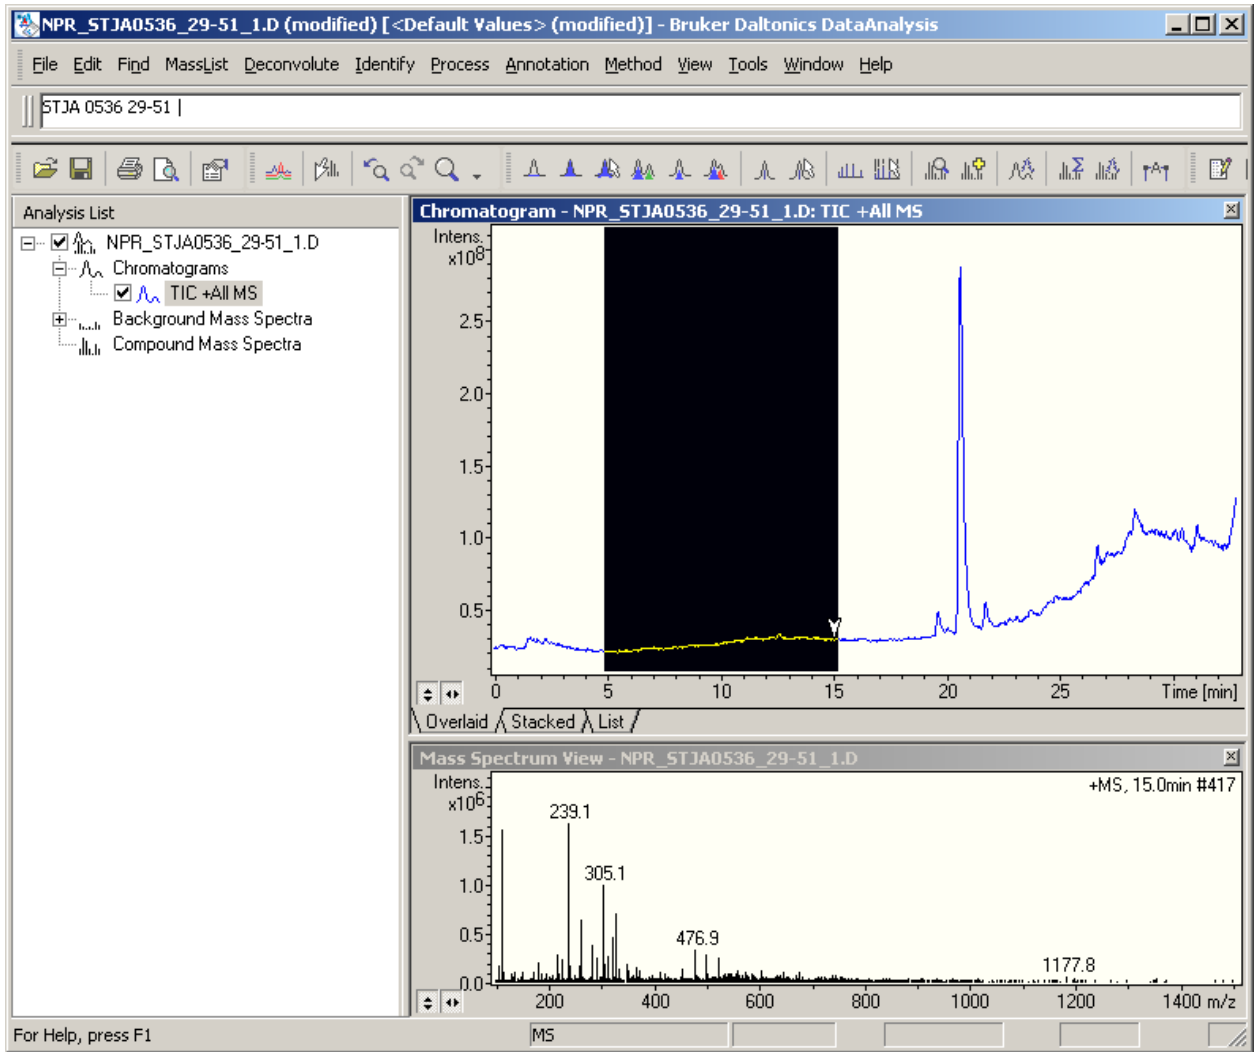 NPR_STJA0536_29-51_1.D (modified) [<Default Values> (modified)] - Bruker Daltonics DataAnalysis
File Edit Find MassList Deconvolute Identify Process Annotation Method View Tools Window Help
STJA 0536 29-51
Analysis List
NPR_STJA0536_29-51_1.D
Chromatograms
TIC +All MS
Background Mass Spectra
Compound Mass Spectra
Chromatogram - NPR_STJA0536_29-51_1.D: TIC +All MS
Intens.
x10⁸
2.5
2.0
1.5
1.0
0.5
0 5 10 15 20 25 Time [min]
Overlaid Stacked List
Mass Spectrum View - NPR_STJA0536_29-51_1.D
Intens.
x10⁶
+MS, 15.0min #417
239.1
1.5
305.1
1.0
0.5
476.9
1177.8
0.0
200 400 600 800 1000 1200 1400 m/z
For Help, press F1
MS